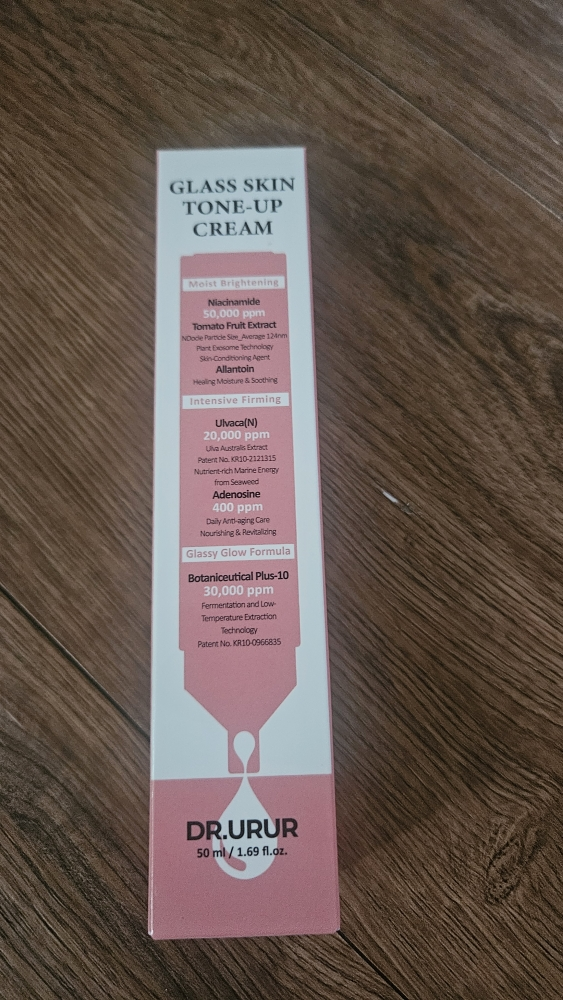 GLASS SKIN
TONE-UP
CREAM
Moist Brightening
Niacinamide
50,000 ppm
Tomato Fruit Extract
NDode Particle Size_Average 124nm
Plant Exosome Technology
Skin-Conditioning Agent
Allantoin
Healing Moisture & Soothing
Intensive Firming
Ulvaca(N)
20,000 ppm
Ulva Australis Extract
Patent No. KR10-2121315
Nutrient-rich Marine Energy
from Seaweed
Adenosine
400 ppm
Daily Anti-aging Care
Nourishing & Revitalizing
Glassy Glow Formula
Botaniceutical Plus-10
30,000 ppm
Fermentation and Low-
Temperature Extraction
Technology
Patent No. KR10-0966835
DR.URUR
50 ml / 1.69 fl.oz.